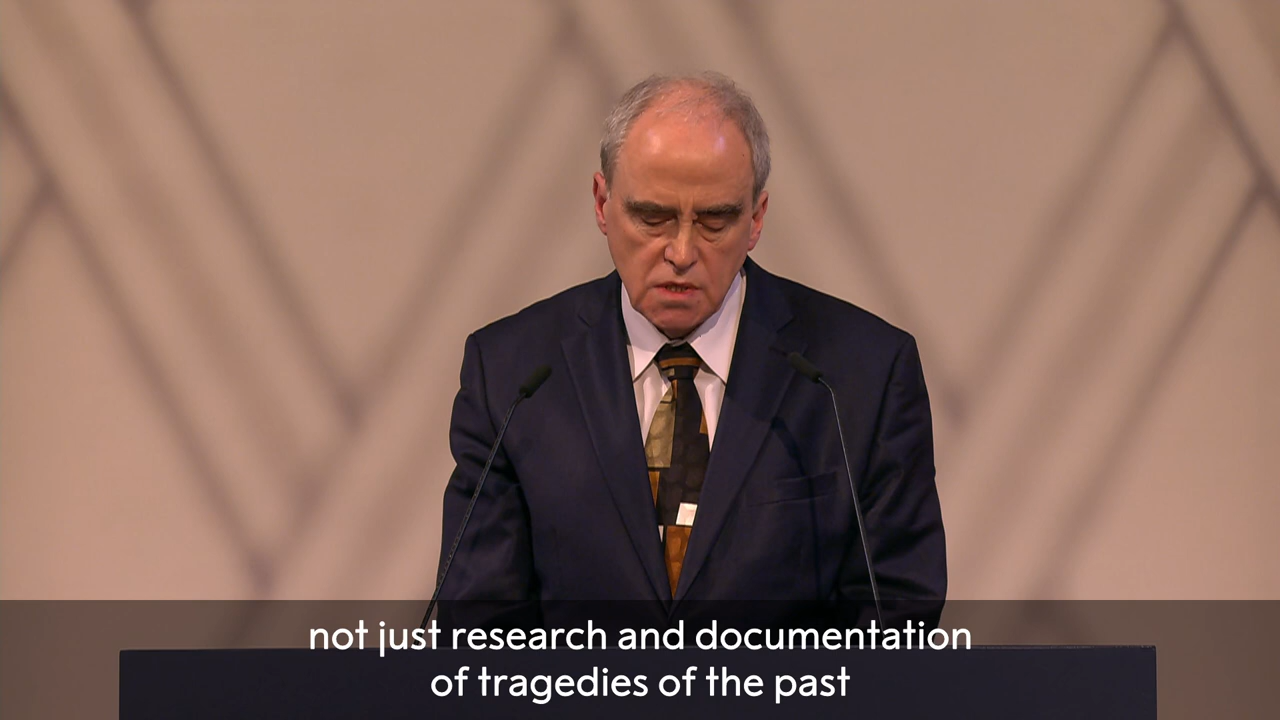 not just research and documentation
of tragedies of the past